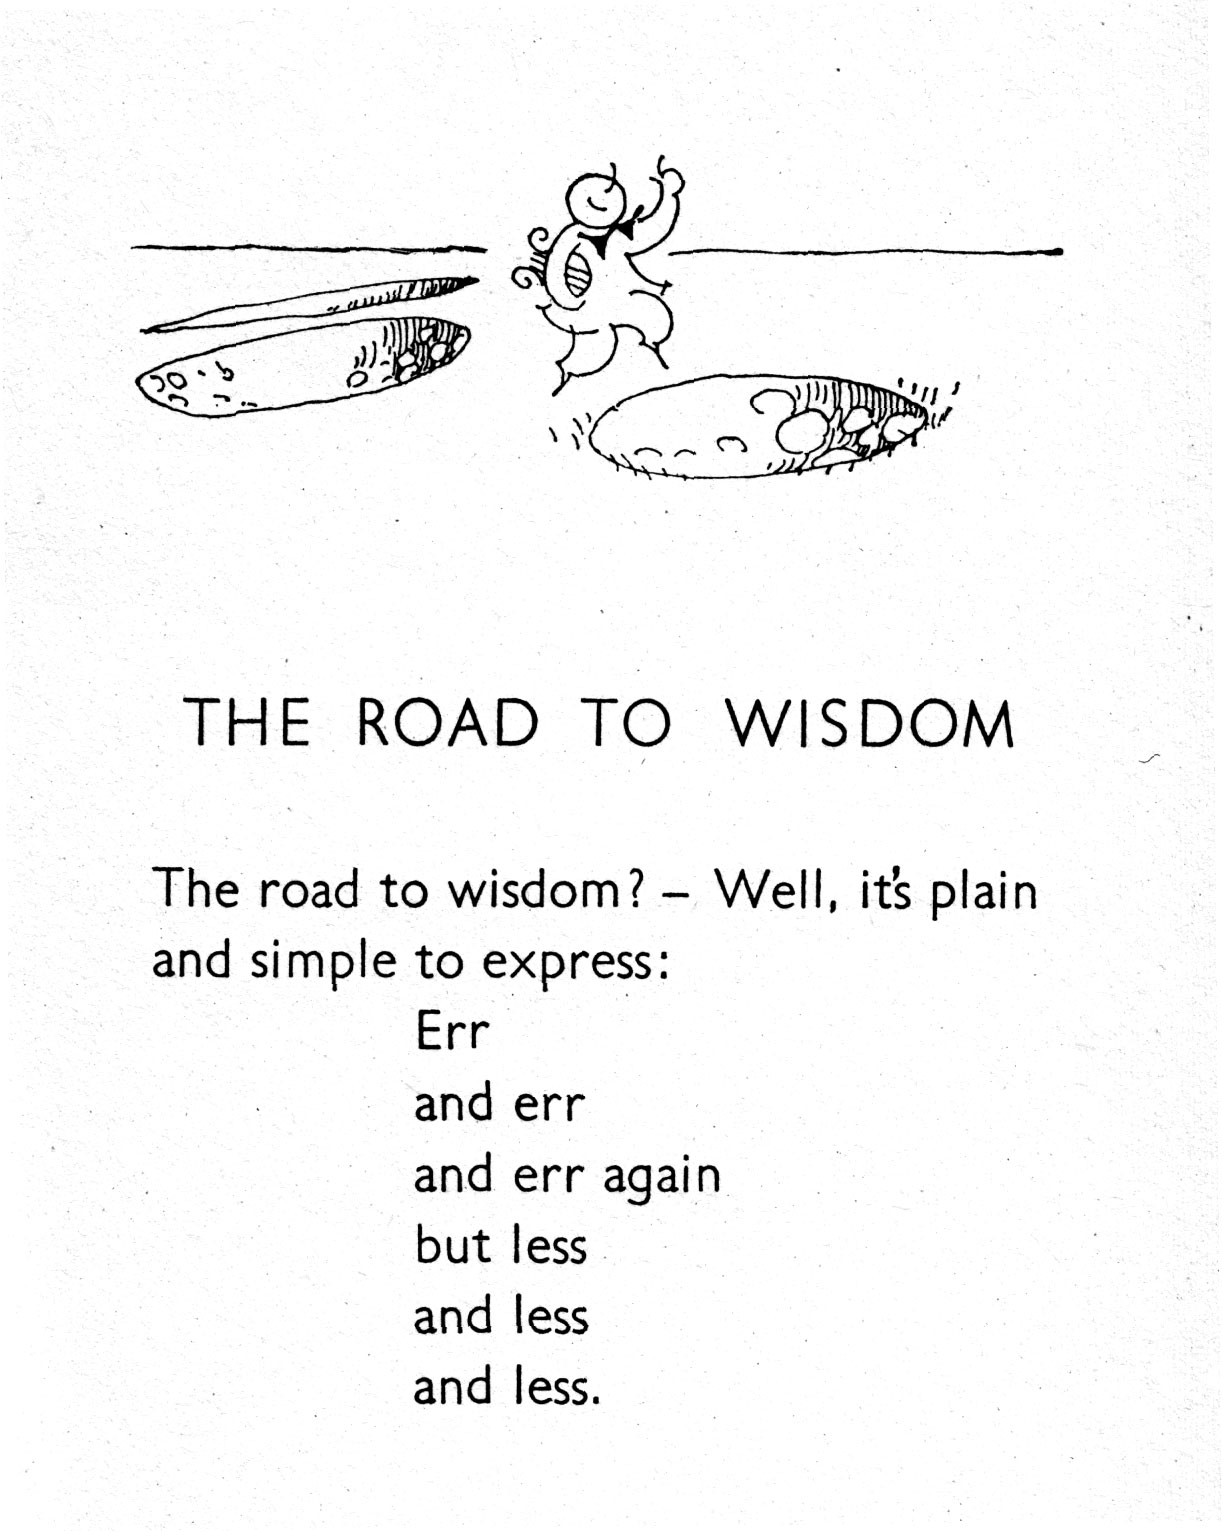 THE ROAD TO WISDOM
The road to wisdom? – Well, it's plain
and simple to express:
Err
and err
and err again
but less
and less
and less.